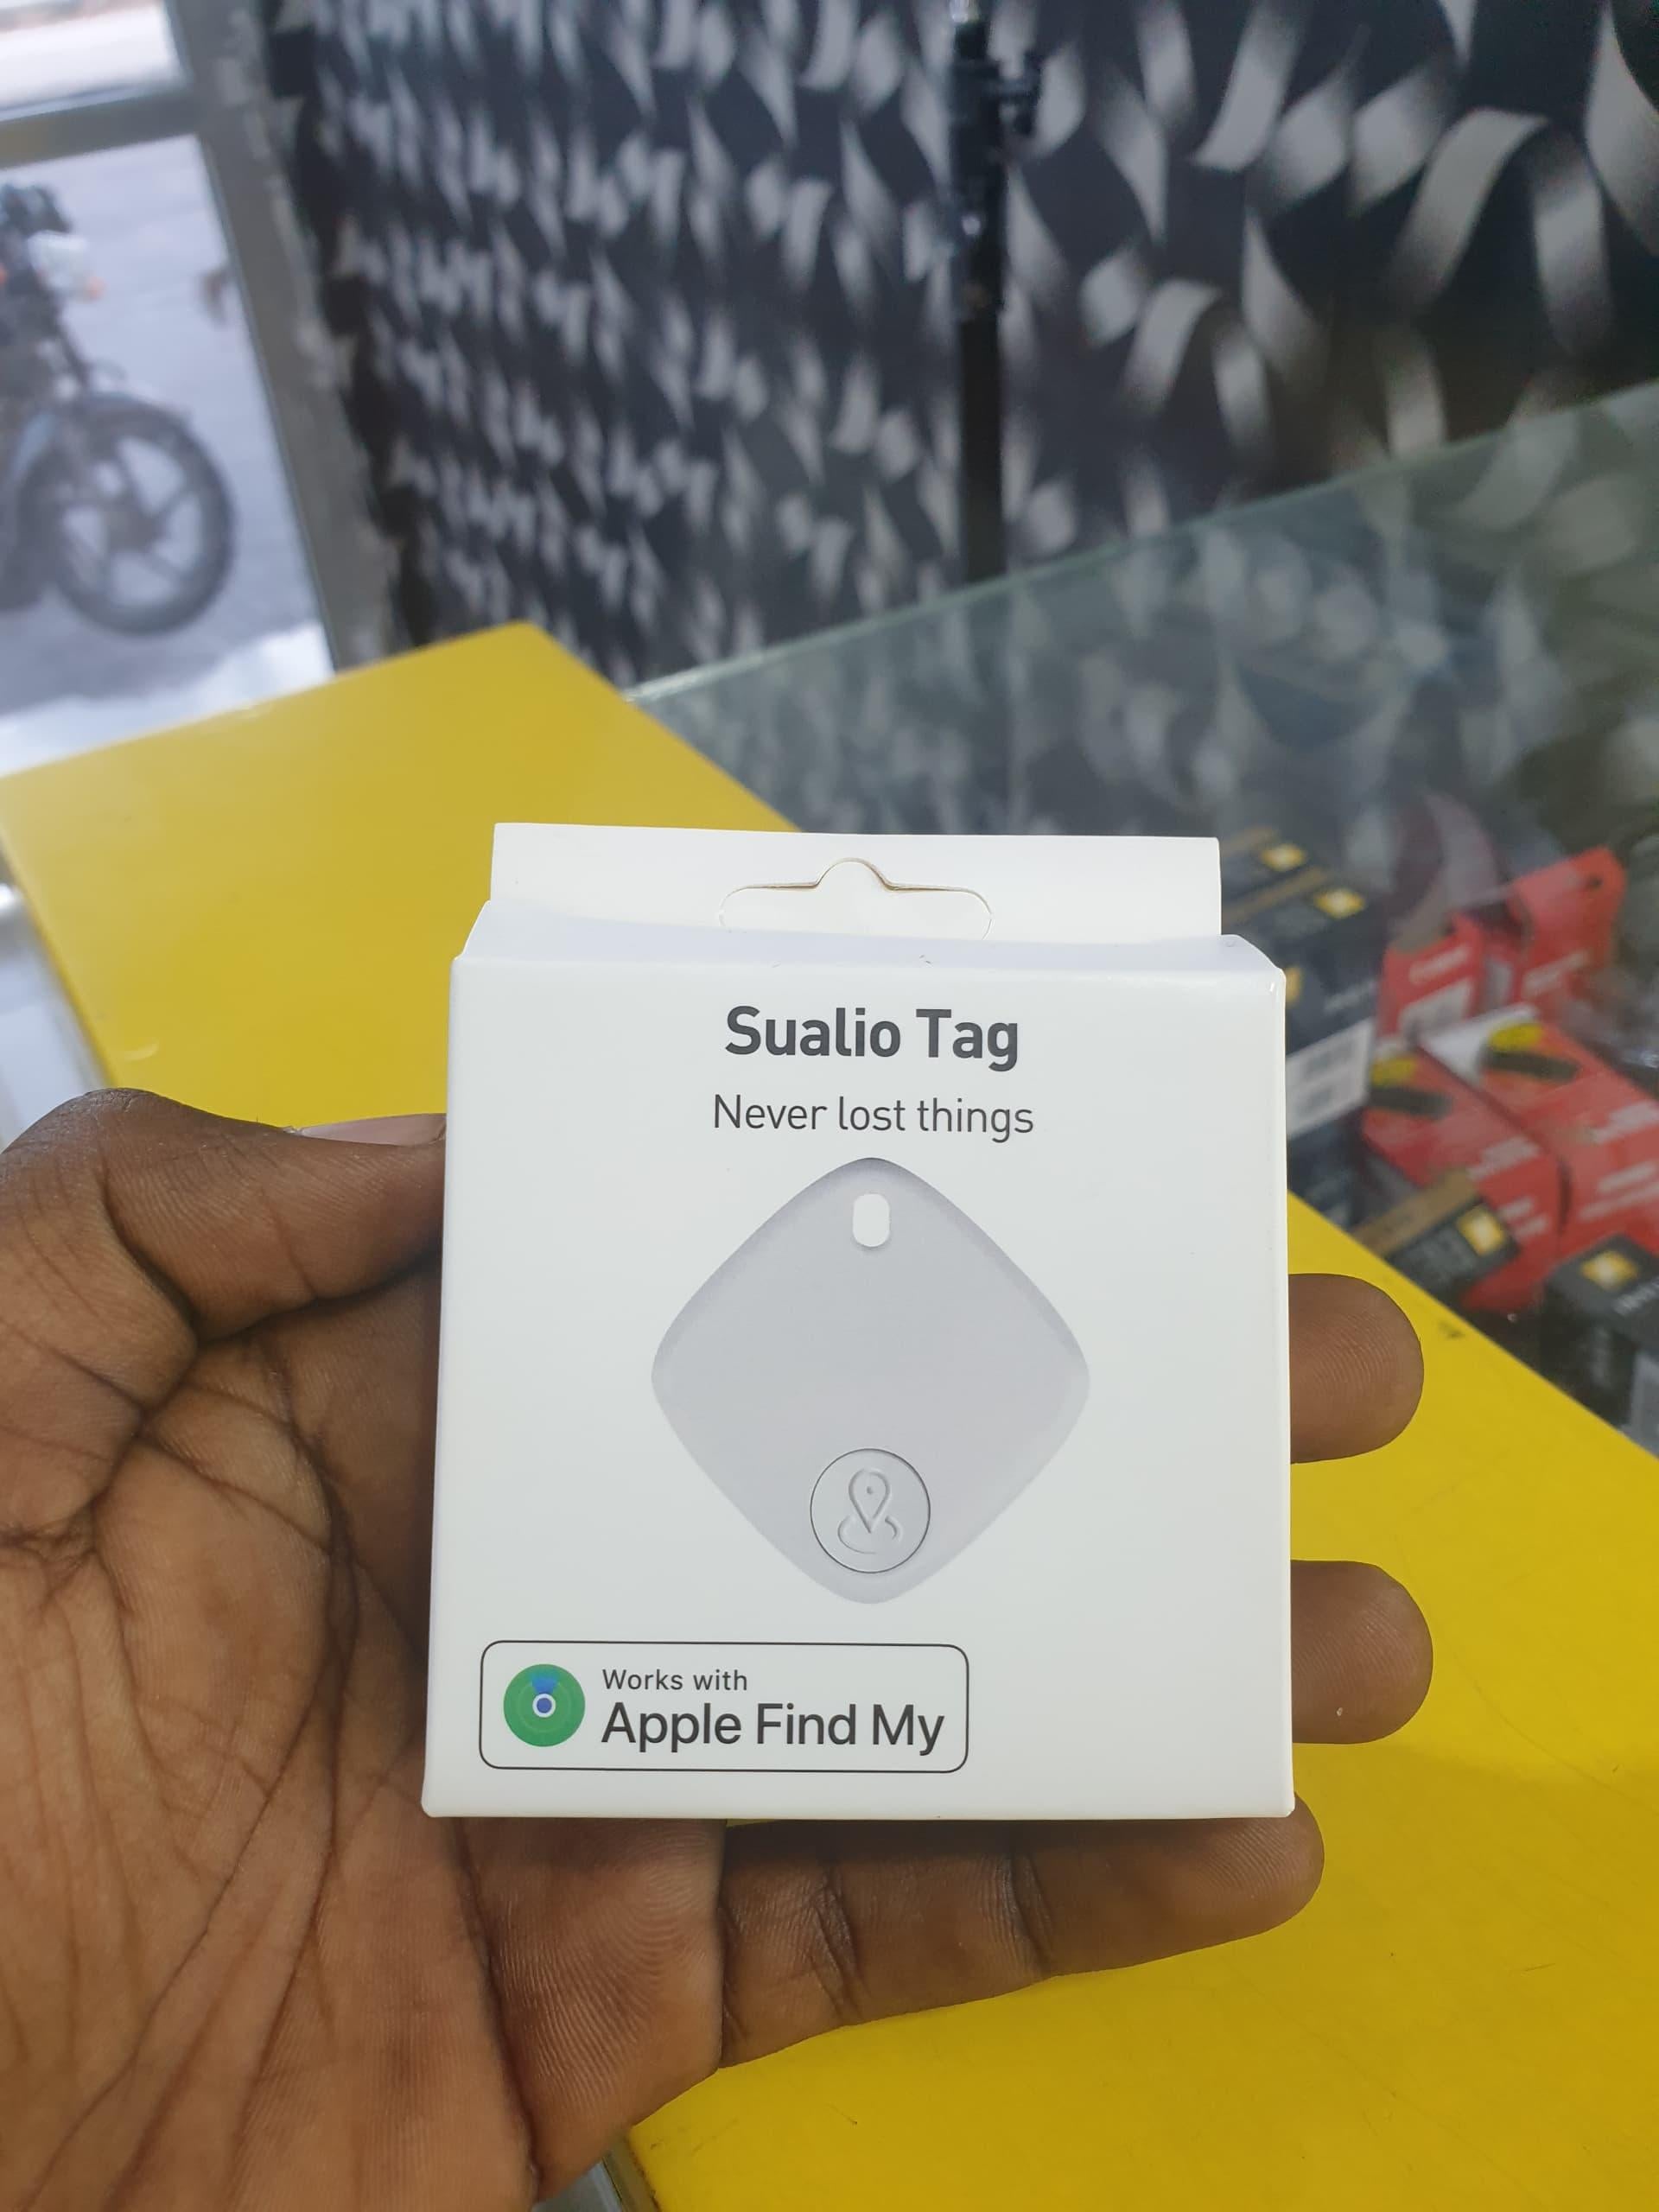 Sualio Tag
Never lost things
Works with
Apple Find My